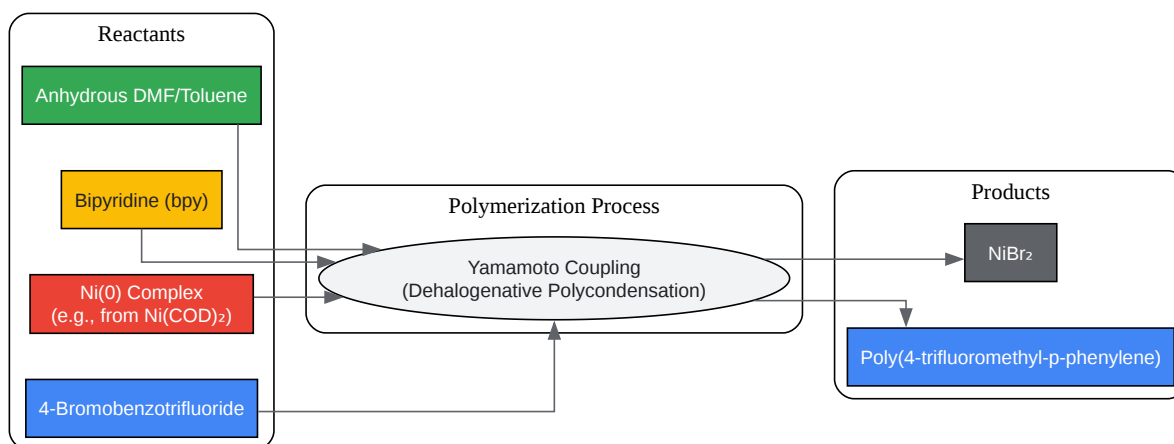 Reactants
Anhydrous DMF/Toluene
Bipyridine (bpy)
Ni(0) Complex
(e.g., from Ni(COD)₂)
4-Bromobenzotrifluoride
Polymerization Process
Yamamoto Coupling
(Dehalogenative Polycondensation)
Products
NiBr₂
Poly(4-trifluoromethyl-p-phenylene)